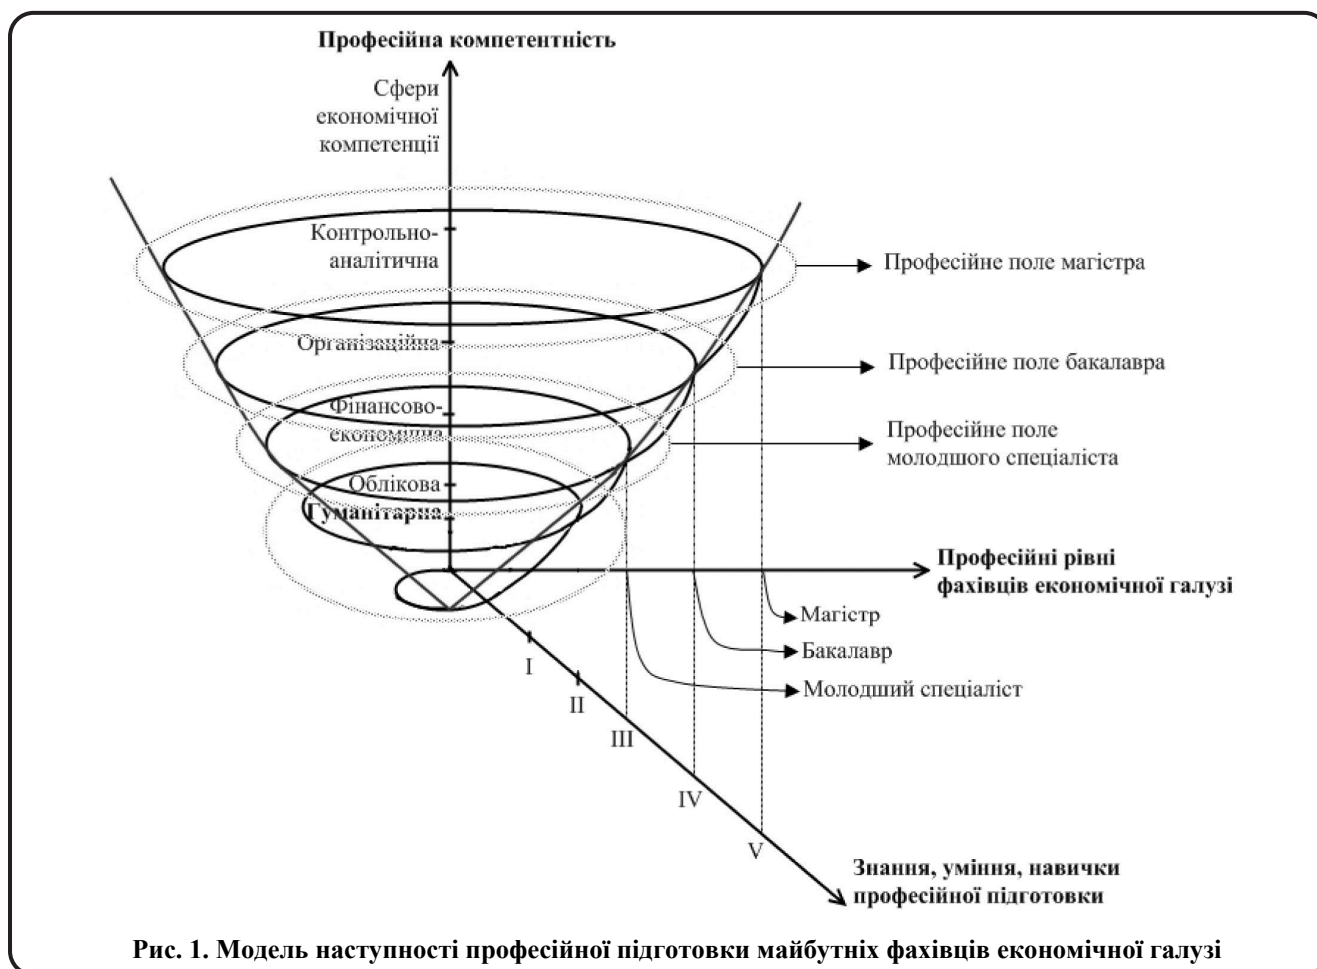 Професійна компетентність
Сфери
економічної
компетенції
Контрольно-
аналітична
Професійне поле магістра
Організаційна
Професійне поле бакалавра
Фінансово-
економічна
Професійне поле
молодшого спеціаліста
Облікова
Гуманітарна
Професійні рівні
фахівців економічної галузі
Магістр
Бакалавр
Молодший спеціаліст
I
II
III
IV
V
Знання, уміння, навички
професійної підготовки
Рис. 1. Модель наступності професійної підготовки майбутніх фахівців економічної галузі